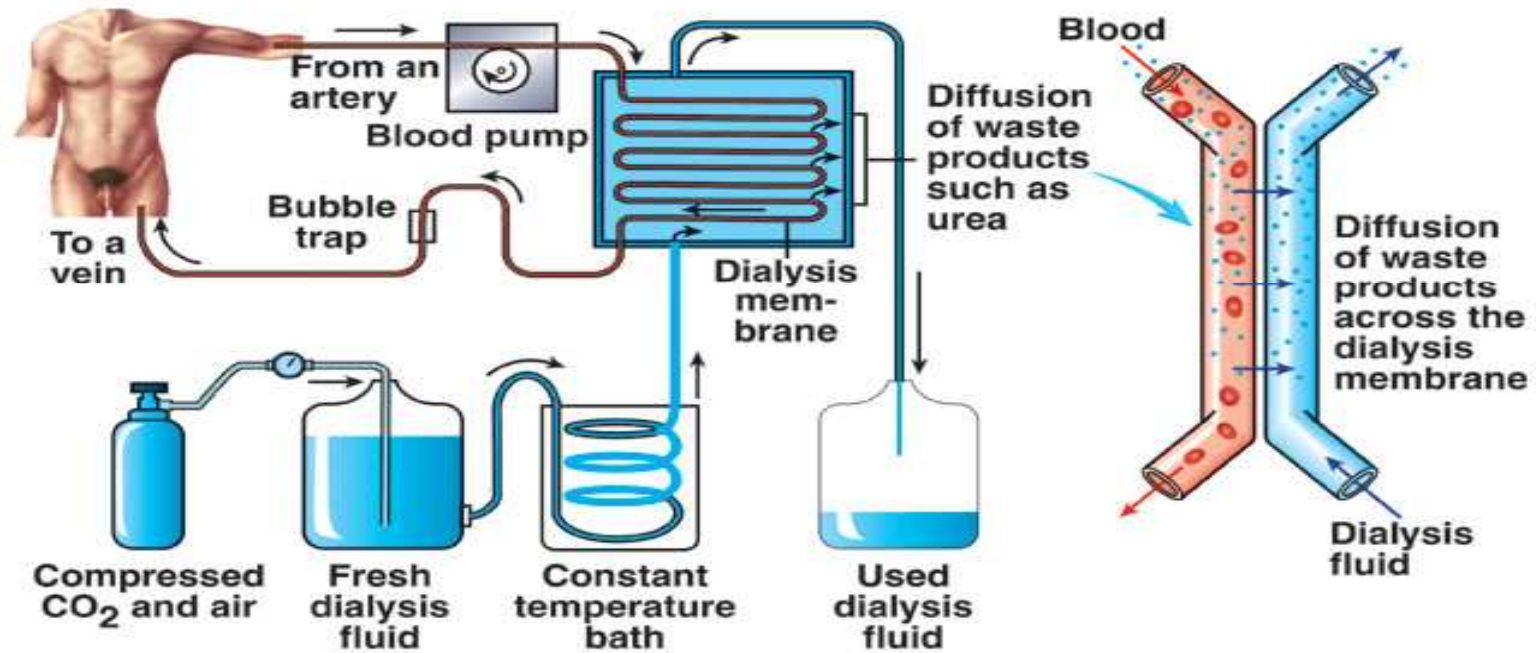 From an
artery
Blood pump
Bubble
trap
To a
vein
Dialysis
mem-
brane
Diffusion
of waste
products
such as
urea
Blood
Diffusion
of waste
products
across the
dialysis
membrane
Dialysis
fluid
Compressed
CO2 and air
Fresh
dialysis
fluid
Constant
temperature
bath
Used
dialysis
fluid